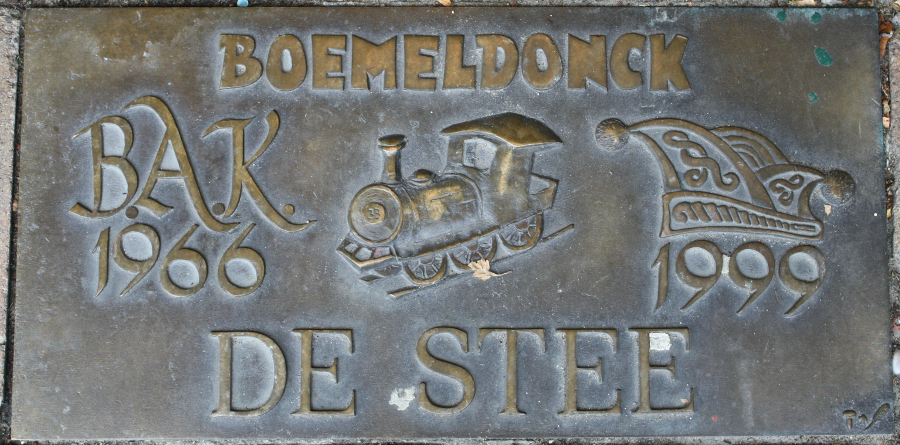 BOEMELDONCK
B.A.K.
1966
1999
DE STEE